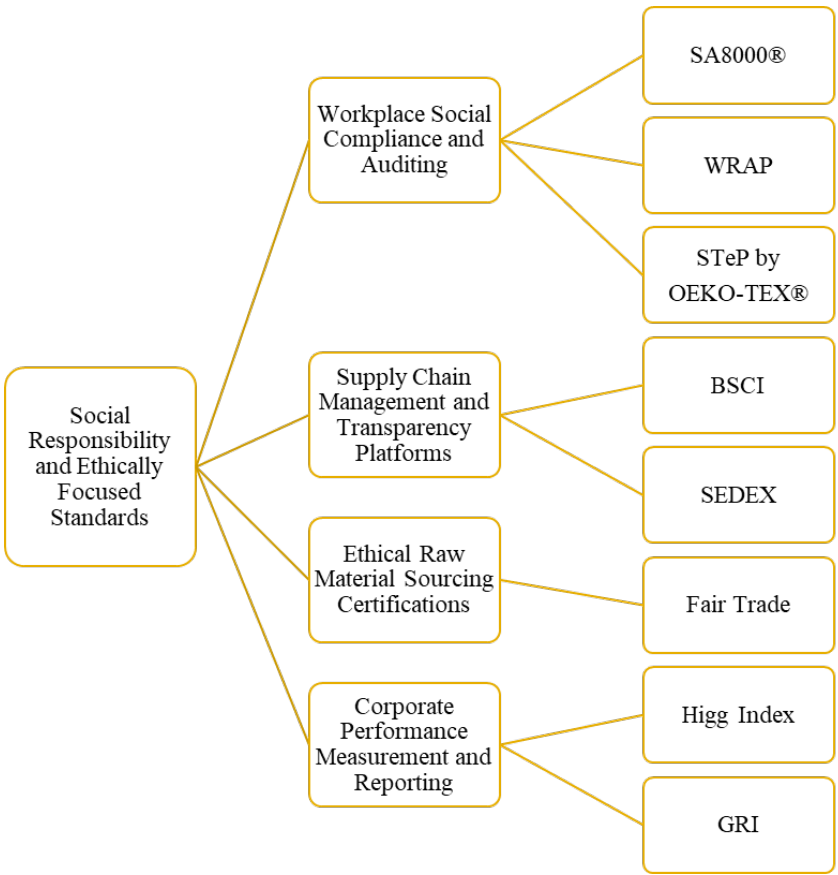 Social
Responsibility
and Ethically
Focused
Standards
Workplace Social
Compliance and
Auditing
SA8000®
WRAP
STeP by
OEKO-TEX®
Supply Chain
Management and
Transparency
Platforms
BSCI
SEDEX
Ethical Raw
Material Sourcing
Certifications
Fair Trade
Corporate
Performance
Measurement and
Reporting
Higg Index
GRI